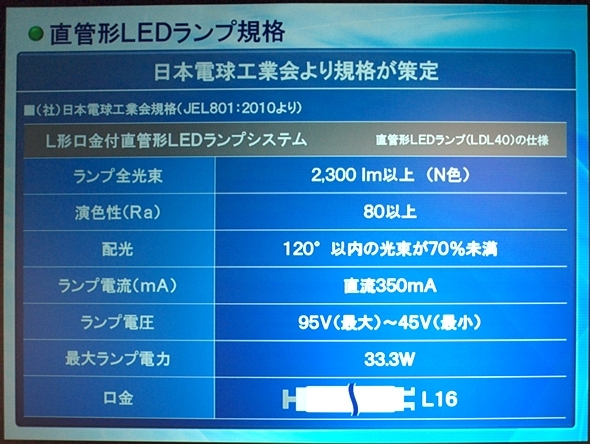 直管形LEDランプ規格
日本電球工業会より規格が策定
■(社)日本電球工業会規格(JEL801:2010より)
L形口金付直管形LEDランプシステム 直管形LEDランプ(LDL40)の仕様
ランプ全光束 2,300 lm以上 (N色)
演色性(Ra) 80以上
配光 120°以内の光束が70%未満
ランプ電流(mA) 直流350mA
ランプ電圧 95V(最大)~45V(最小)
最大ランプ電力 33.3W
口金 L16